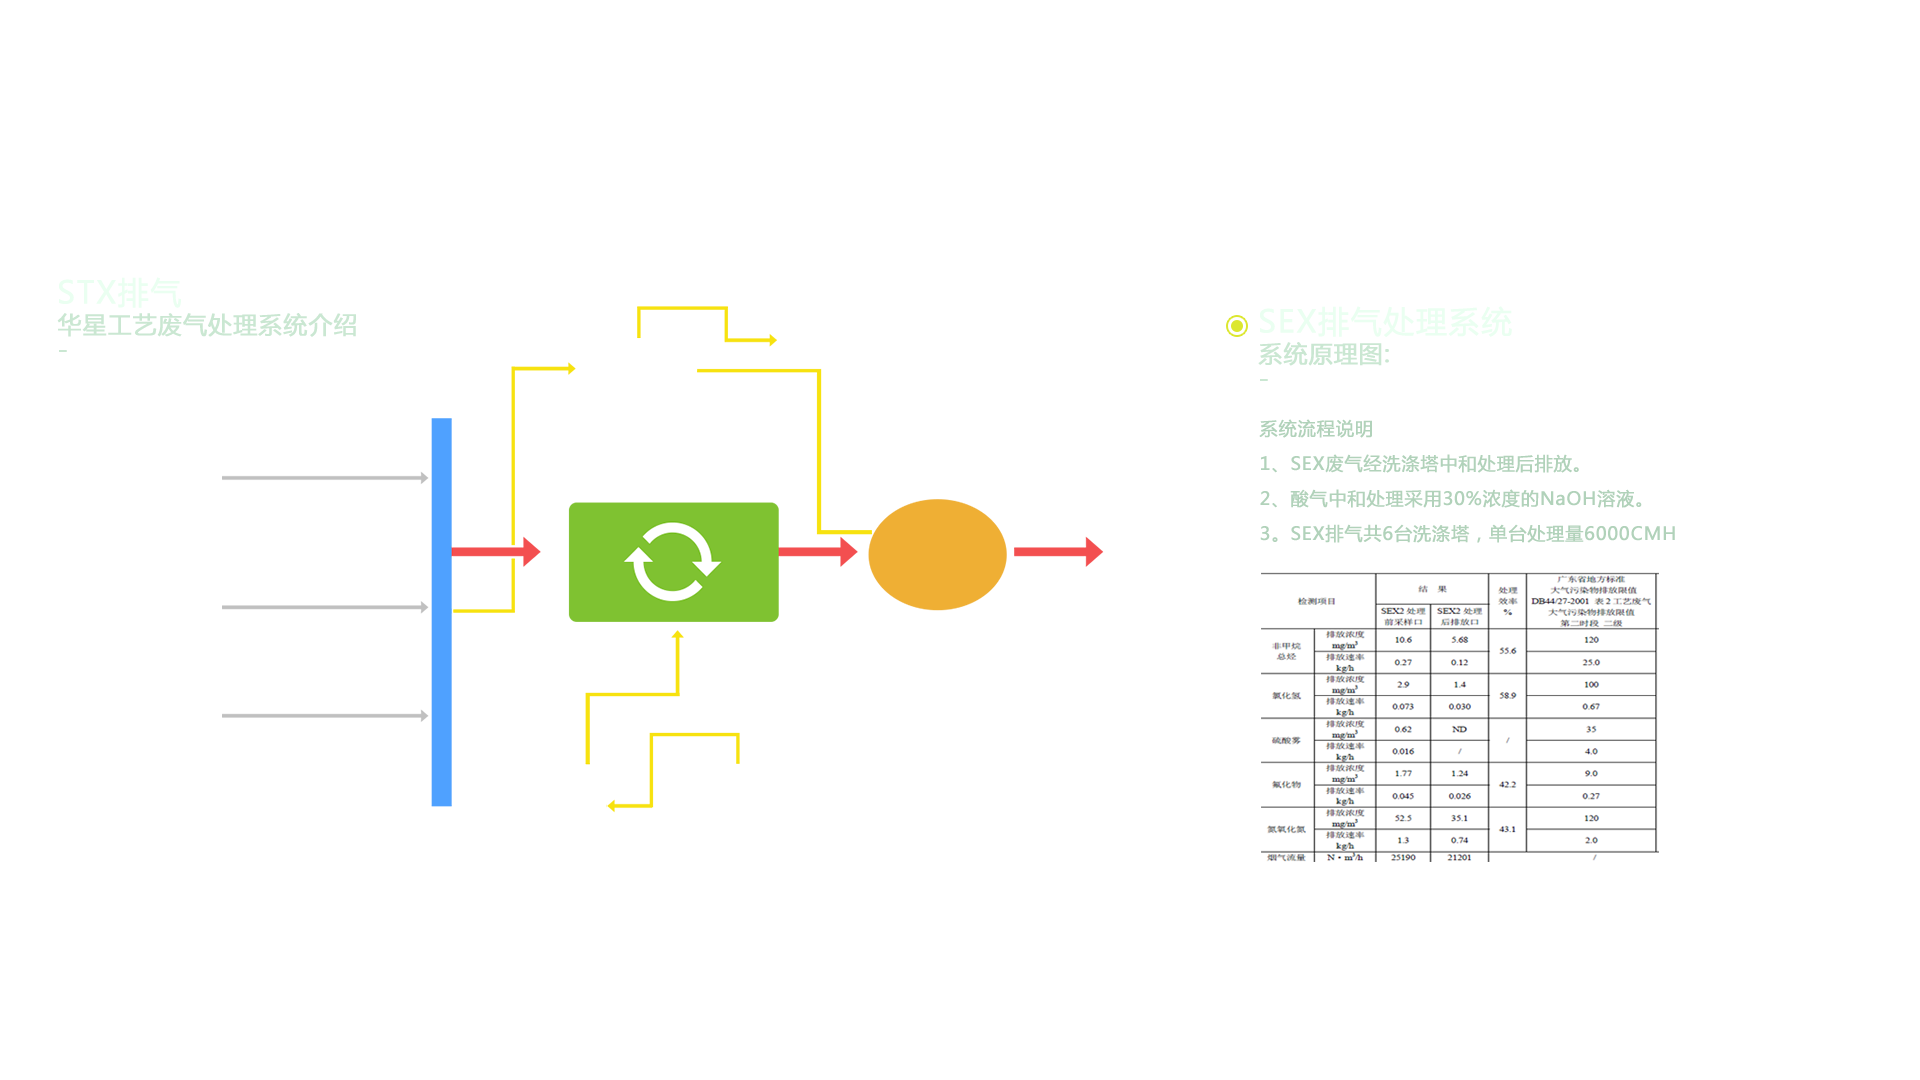 STX排气
华星工艺废气处理系统介绍
SEX排气处理系统
系统原理图:
系统流程说明
1、SEX废气经洗涤塔中和处理后排放。
2、酸气中和处理采用30%浓度的NaOH溶液。
3。SEX排气共6台洗涤塔，单台处理量6000CMH
检测项目 结 果 处理效率% 广东省地方标准
大气污染物排放限值
DB44/27-2001 表2工艺废气
大气污染物排放限值
第二时段 二级
SEX2 处理前采样口 SEX2 处理后排放口
非甲烷总烃 排放浓度 mg/m³ 10.6 5.68 55.6 120
排放速率 kg/h 0.27 0.12 25.0
氯化氢 排放浓度 mg/m³ 2.9 1.4 58.9 100
排放速率 kg/h 0.073 0.030 0.67
硫酸雾 排放浓度 mg/m³ 0.62 ND / 35
排放速率 kg/h 0.016 / 4.0
氟化物 排放浓度 mg/m³ 1.77 1.24 42.2 9.0
排放速率 kg/h 0.045 0.026 0.27
氮氧化氮 排放浓度 mg/m³ 52.5 35.1 43.1 120
排放速率 kg/h 1.3 0.74 2.0
烟气流量 N·m³/h 25190 21201 /